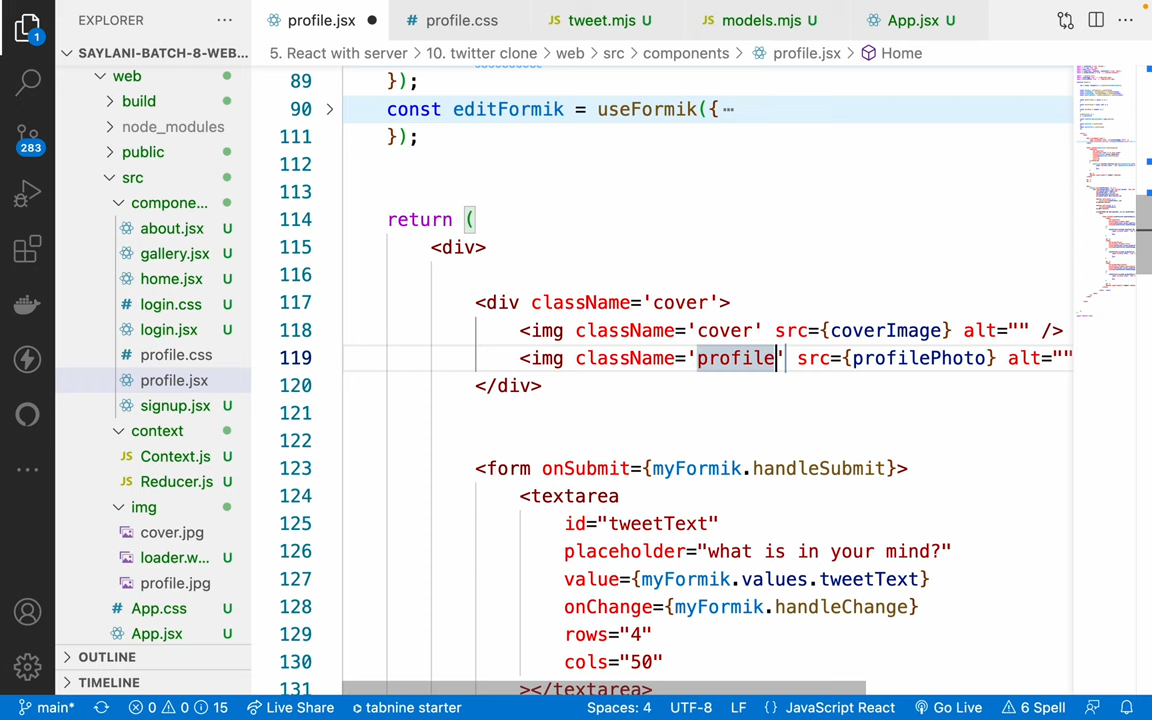 EXPLORER
SAYLANI-BATCH-8-WEB...
web
build
node_modules
public
src
compone...
about.jsx U
gallery.jsx U
home.jsx U
# login.css U
login.jsx U
# profile.css
profile.jsx
signup.jsx U
context
JS Context.js U
JS Reducer.js U
img
cover.jpg
loader.w... U
profile.jpg
# App.css U
App.jsx U
OUTLINE
TIMELINE
1
283
profile.jsx
# profile.css
JS tweet.mjs U
JS models.mjs U
App.jsx U
5. React with server > 10. twitter clone > web > src > components > profile.jsx > Home
89 });
90 const editFormik = useFormik({
111 });
112
113
114 return (
115 <div>
116
117 <div className='cover'>
118 <img className='cover' src={coverImage} alt="" />
119 <img className='profile' src={profilePhoto} alt=""
120 </div>
121
122
123 <form onSubmit={myFormik.handleSubmit}>
124 <textarea
125 id="tweetText"
126 placeholder="what is in your mind?"
127 value={myFormik.values.tweetText}
128 onChange={myFormik.handleChange}
129 rows="4"
130 cols="50"
131 ></textarea>
main* 0 0 15 Live Share tabnine starter Spaces: 4 UTF-8 LF {} JavaScript React Go Live 6 Spell